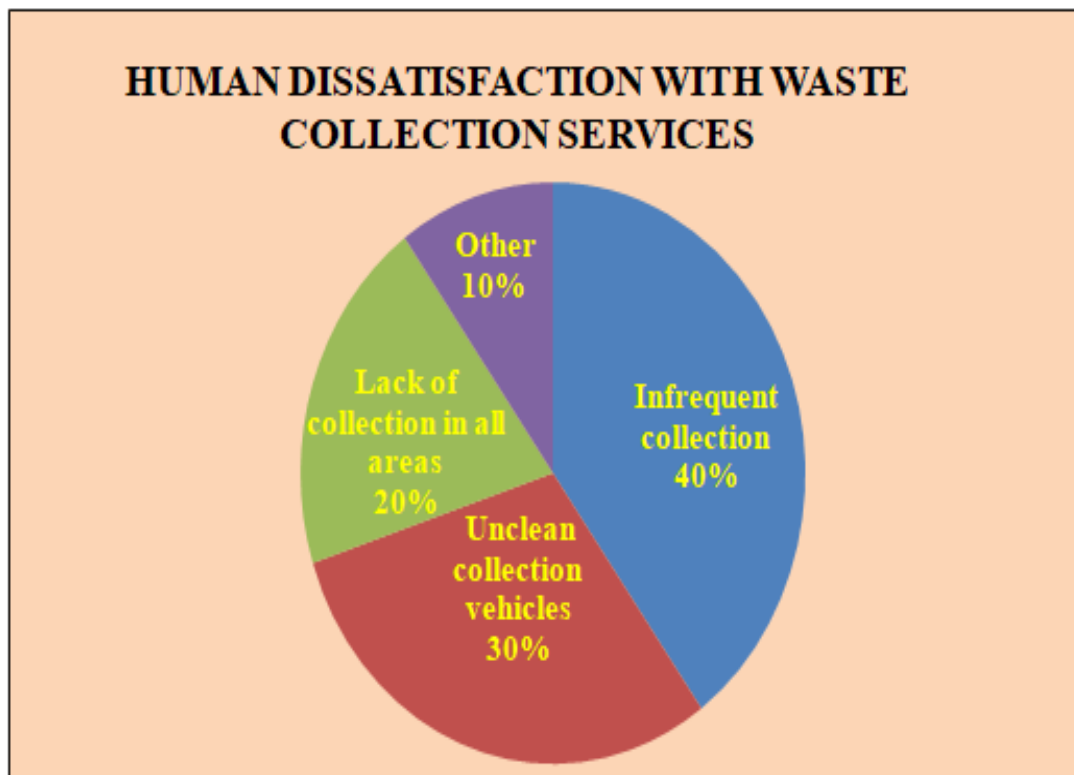 HUMAN DISSATISFACTION WITH WASTE
COLLECTION SERVICES
Other
10%
Infrequent
collection
40%
Lack of
collection in all
areas
20%
Unclean
collection
vehicles
30%